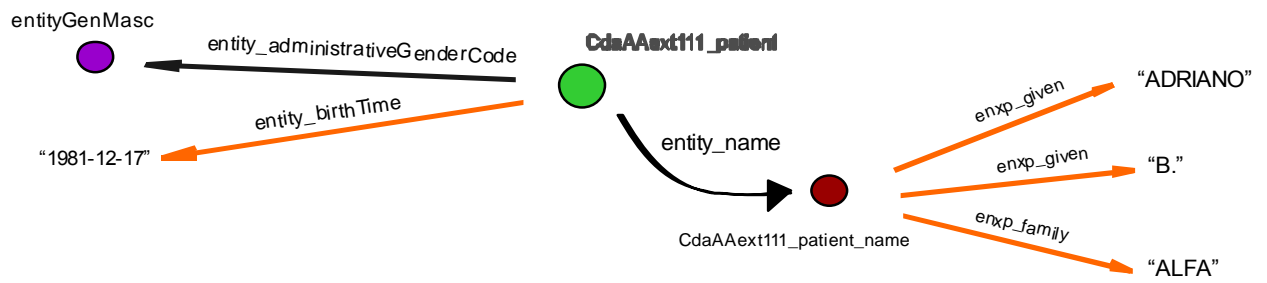 entityGenMasc
entity_administrativeGenderCode
CdaAAext111_patient
entity_birthTime
“1981-12-17”
entity_name
CdaAAext111_patient_name
enxp_given
“ADRIANO”
enxp_given
“B.”
enxp_family
“ALFA”